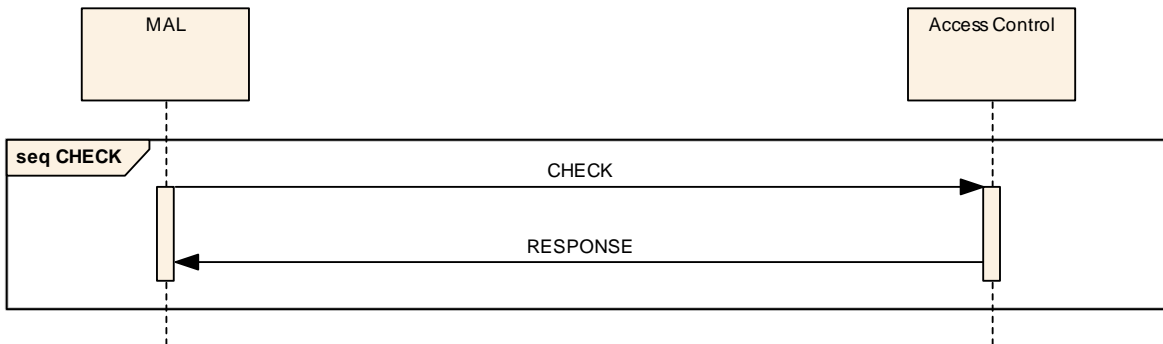 MAL
Access Control
seq CHECK
CHECK
RESPONSE